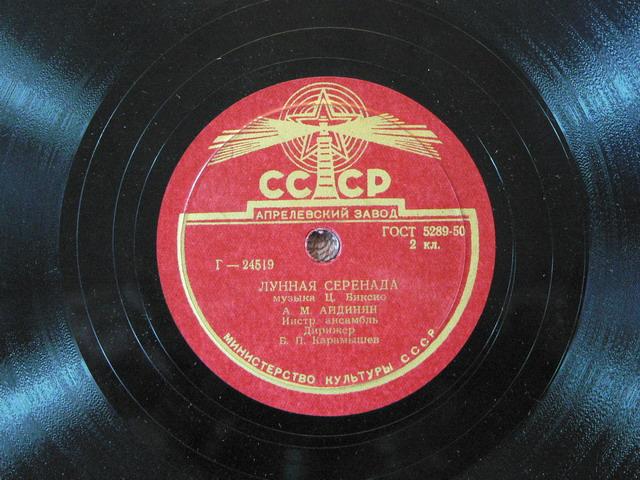 СССР
АПРЕЛЕВСКИЙ ЗАВОД
ГОСТ 5289-50
2 кл.
Г—24519
ЛУННАЯ СЕРЕНАДА
музыка Ц. Биксио
А. М. АЙДИНЯН
Инстр. ансамбль
Дирижер
Б. П. Карамышев
МИНИСТЕРСТВО КУЛЬТУРЫ СССР